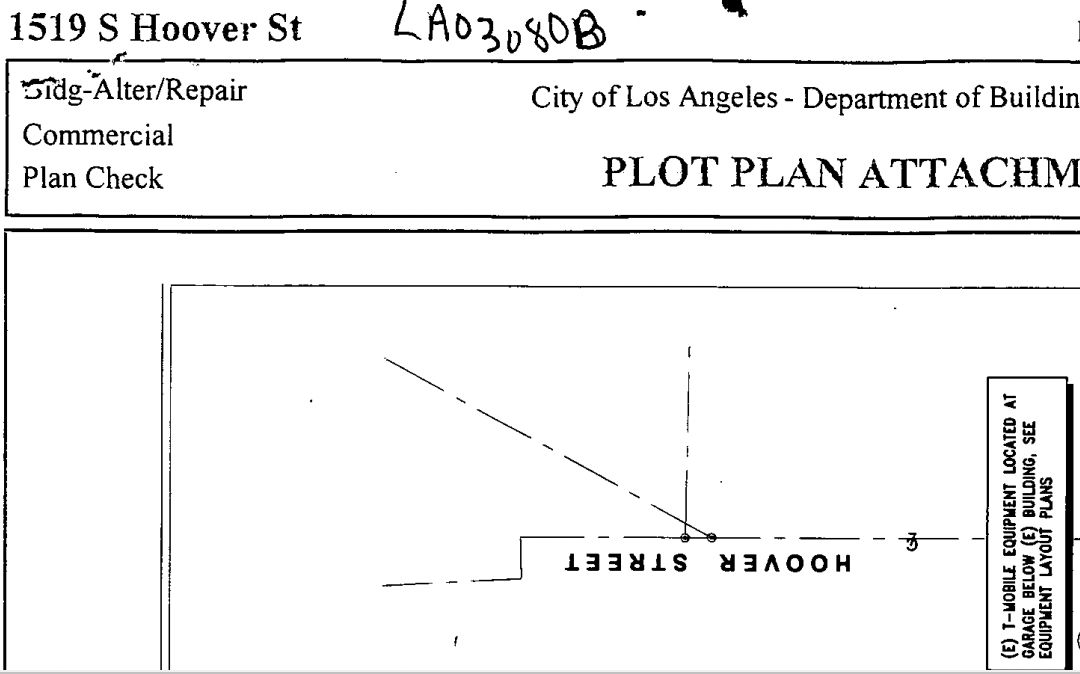 1519 S Hoover St LA03080B
Bldg-Alter/Repair
City of Los Angeles - Department of Buildin
Commercial
PLOT PLAN ATTACHM
Plan Check
HOOVER STREET
(E) T-MOBILE EQUIPMENT LOCATED AT
GARAGE BELOW (E) BUILDING, SEE
EQUIPMENT LAYOUT PLANS